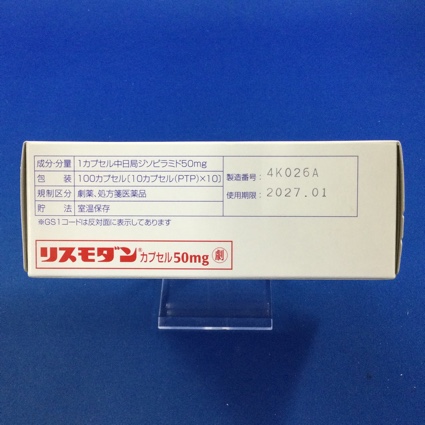 成分・分量 1カプセル中日局ジソピラミド50mg
包装 100カプセル〔10カプセル(PTP)×10〕
規制区分 劇薬、処方箋医薬品
貯法 室温保存
※GS1コードは反対面に表示してあります
製造番号: 4K026A
使用期限: 2027.01
リスモダン® カプセル50mg 劇